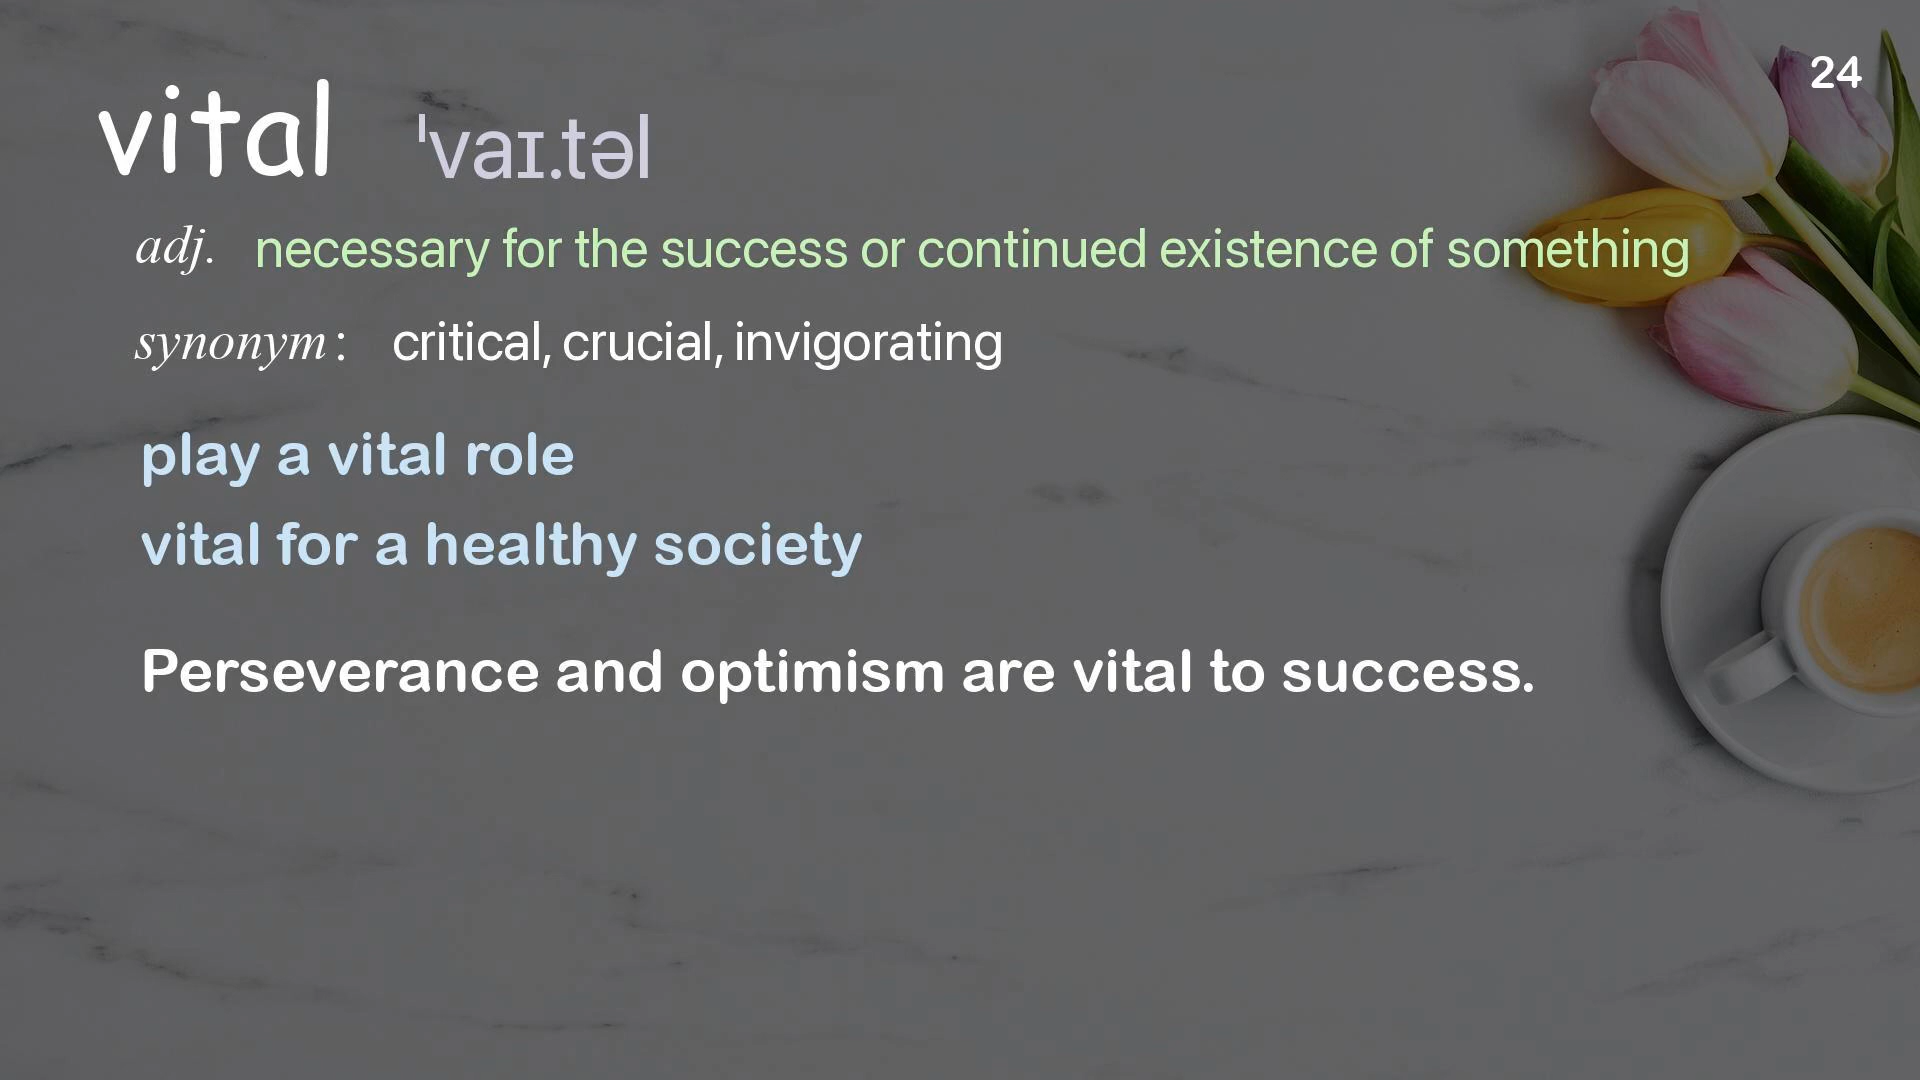 24
vital ˈvaɪ.təl
adj. necessary for the success or continued existence of something
synonym: critical, crucial, invigorating
play a vital role
vital for a healthy society
Perseverance and optimism are vital to success.